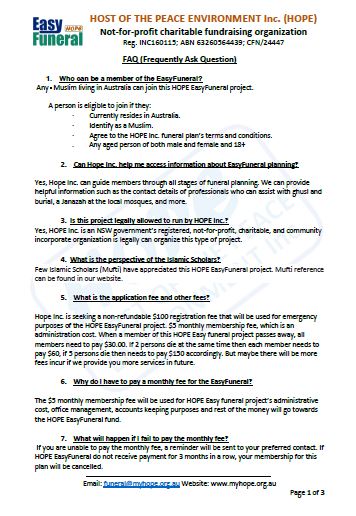 Easy
HOPE
Funeral
HOST OF THE PEACE ENVIRONMENT Inc. (HOPE)
Not-for-profit charitable fundraising organization
Reg. INC160115; ABN 63260564439; CFN/24447
FAQ (Frequently Ask Question)
1. Who can be a member of the EasyFuneral?
Any • Muslim living in Australia can join this HOPE EasyFuneral project.
A person is eligible to join if they:
· Currently resides in Australia.
· Identify as a Muslim.
· Agree to the HOPE Inc. funeral plan's terms and conditions.
· Any aged person of both male and female and 18+
2. Can Hope Inc. help me access information about EasyFuneral planning?
Yes, Hope Inc. can guide members through all stages of funeral planning. We can provide
helpful information such as the contact details of professionals who can assist with ghusl and
burial, a Janazah at the local mosques, and more.
3. Is this project legally allowed to run by HOPE Inc.?
Yes, HOPE Inc. is an NSW government's registered, not-for-profit, charitable, and community
incorporate organization is legally can organize this type of project.
4. What is the perspective of the Islamic Scholars?
Few Islamic Scholars (Mufti) have appreciated this HOPE EasyFuneral project. Mufti reference
can be found in our website.
5. What is the application fee and other fees?
Hope Inc. is seeking a non-refundable $100 registration fee that will be used for emergency
purposes of the HOPE EasyFuneral project. $5 monthly membership fee, which is an
administration cost. When a member of this HOPE Easy funeral project passes away, all
members need to pay $30.00. If 2 persons die at the same time then each member needs to
pay $60, if 5 persons die then needs to pay $150 accordingly. But maybe there will be more
fees incur if we provide you more services in future.
6. Why do I have to pay a monthly fee for the EasyFuneral?
The $5 monthly membership fee will be used for HOPE Easy funeral project's administrative
cost, office management, accounts keeping purposes and rest of the money will go towards
the HOPE EasyFuneral fund.
7. What will happen if I fail to pay the monthly fee?
If you are unable to pay the monthly fee, a reminder will be sent to your preferred contact. If
HOPE EasyFuneral do not receive payment for 3 months in a row, your membership for this
plan will be cancelled.
Email: funeral@myhope.org.au Website: www.myhope.org.au
Page 1 of 3